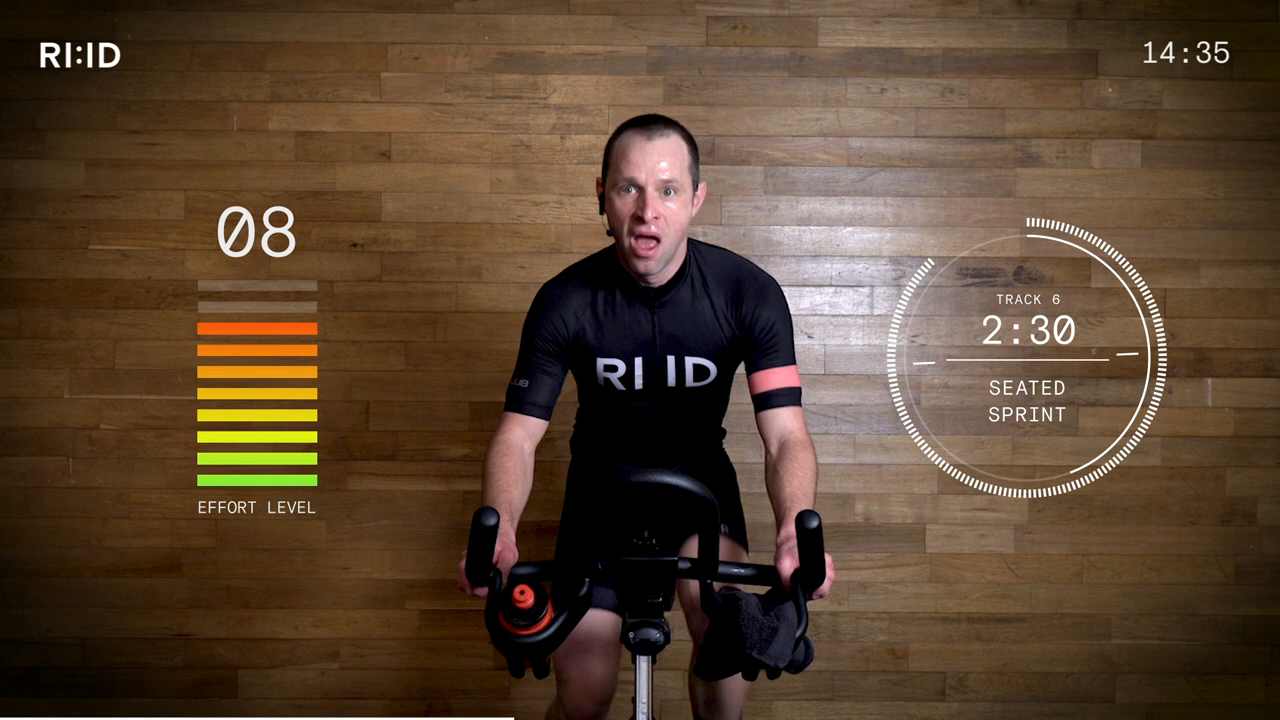 RI:ID
14:35
08
EFFORT LEVEL
TRACK 6
2:30
SEATED
SPRINT
RI ID